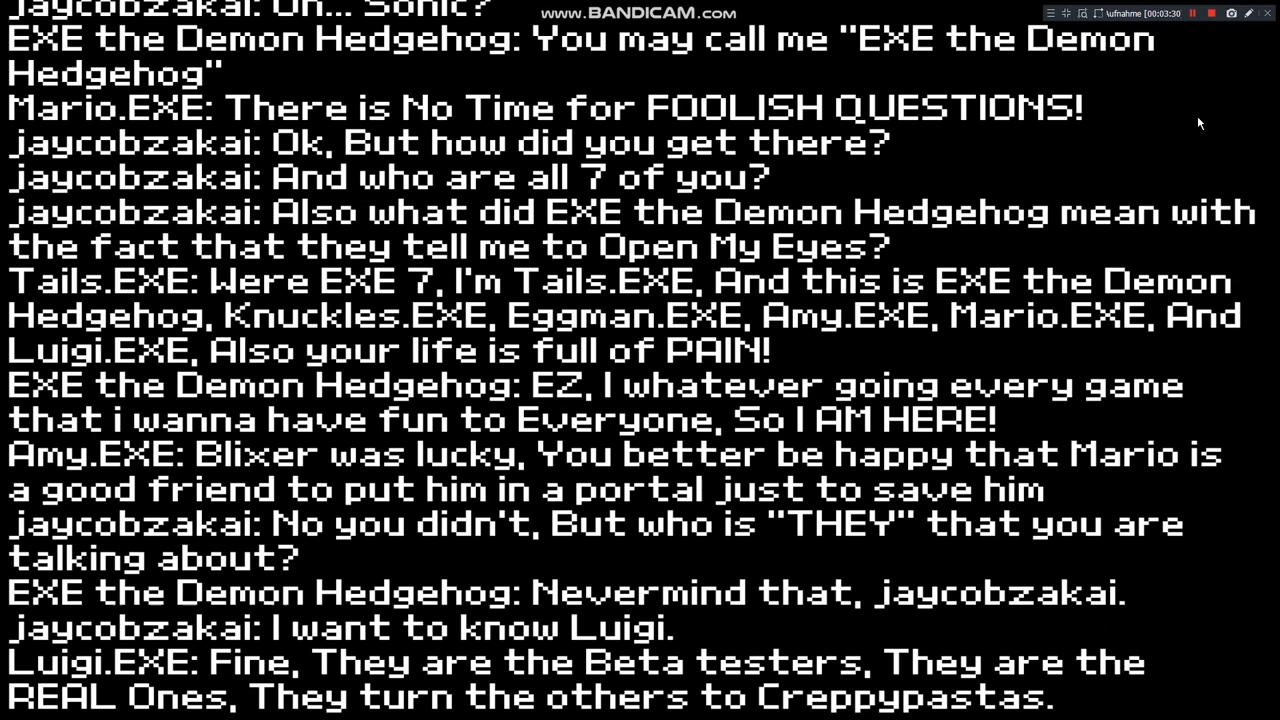 jaycobzakai: Uh... Sonic?
www.BANDICAM.com
\ufnahme [00:03:30]
EXE the Demon Hedgehog: You may call me "EXE the Demon
Hedgehog"
Mario.EXE: There is No Time for FOOLISH QUESTIONS!
jaycobzakai: Ok, But how did you get there?
jaycobzakai: And who are all 7 of you?
jaycobzakai: Also what did EXE the Demon Hedgehog mean with
the fact that they tell me to Open My Eyes?
Tails.EXE: Were EXE 7, I'm Tails.EXE, And this is EXE the Demon
Hedgehog, Knuckles.EXE, Eggman.EXE, Amy.EXE, Mario.EXE, And
Luigi.EXE, Also your life is full of PAIN!
EXE the Demon Hedgehog: EZ, I whatever going every game
that i wanna have fun to Everyone, So I AM HERE!
Amy.EXE: Blixer was lucky, You better be happy that Mario is
a good friend to put him in a portal just to save him
jaycobzakai: No you didn't, But who is "THEY" that you are
talking about?
EXE the Demon Hedgehog: Nevermind that, jaycobzakai.
jaycobzakai: I want to know Luigi.
Luigi.EXE: Fine, They are the Beta testers, They are the
REAL Ones, They turn the others to Creppypastas.